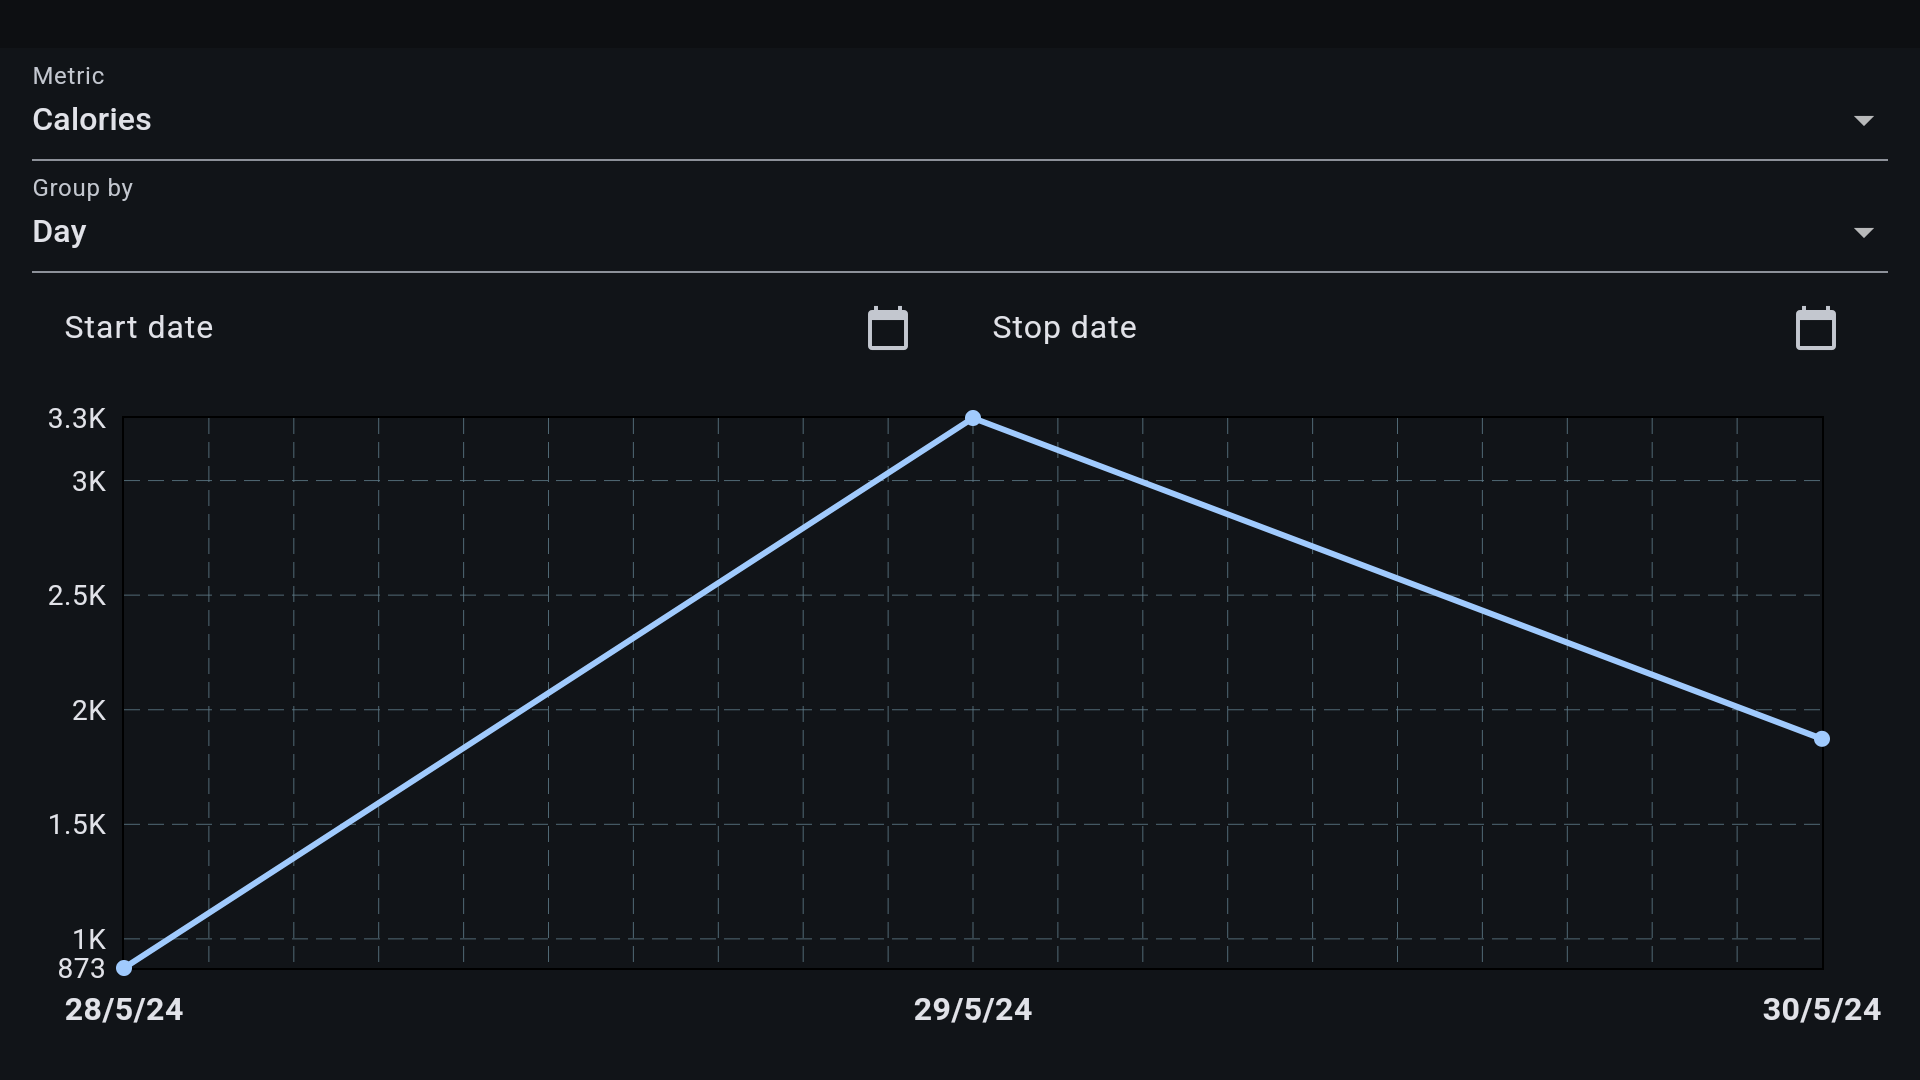 Metric
Calories
Group by
Day
Start date
Stop date
3.3K
3K
2.5K
2K
1.5K
1K
873
28/5/24
29/5/24
30/5/24